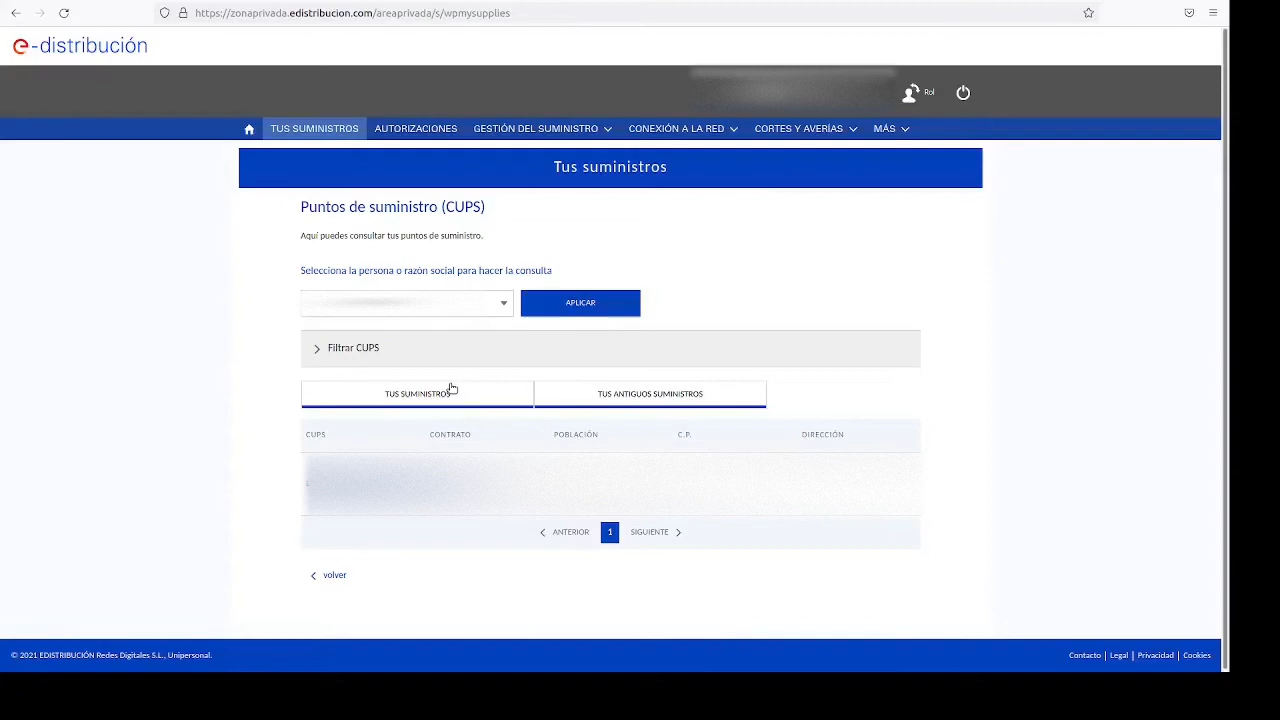 https://zonaprivada.edistribucion.com/areaprivada/s/wpmysupplies
e-distribución
Rol
TUS SUMINISTROS AUTORIZACIONES GESTIÓN DEL SUMINISTRO CONEXIÓN A LA RED CORTES Y AVERÍAS MÁS
Tus suministros
Puntos de suministro (CUPS)
Aquí puedes consultar tus puntos de suministro.
Selecciona la persona o razón social para hacer la consulta
APLICAR
Filtrar CUPS
TUS SUMINISTROS TUS ANTIGUOS SUMINISTROS
CUPS CONTRATO POBLACIÓN C.P. DIRECCIÓN
ANTERIOR 1 SIGUIENTE
volver
© 2021 EDISTRIBUCIÓN Redes Digitales S.L., Unipersonal. Contacto | Legal | Privacidad | Cookies